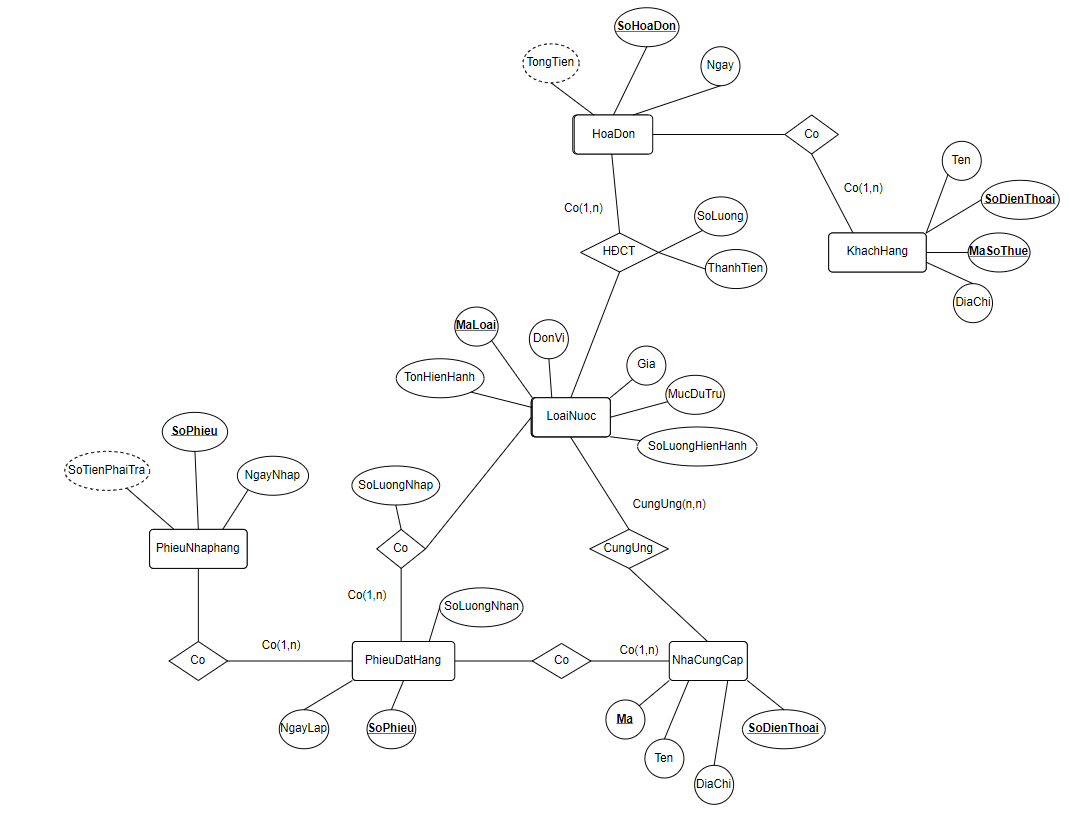 SoHoaDon
TongTien
Ngay
HoaDon
Co
Ten
Co(1,n)
SoDienThoai
Co(1,n)
SoLuong
HĐCT
KhachHang
MaSoThue
ThanhTien
DiaChi
MaLoai
DonVi
Gia
TonHienHanh
MucDuTru
LoaiNuoc
SoPhieu
SoLuongHienHanh
SoTienPhaiTra
NgayNhap
SoLuongNhap
CungUng(n,n)
PhieuNhaphang
Co
CungUng
Co(1,n)
SoLuongNhan
Co(1,n)
Co(1,n)
Co
PhieuDatHang
Co
NhaCungCap
NgayLap
SoPhieu
Ma
SoDienThoai
Ten
DiaChi